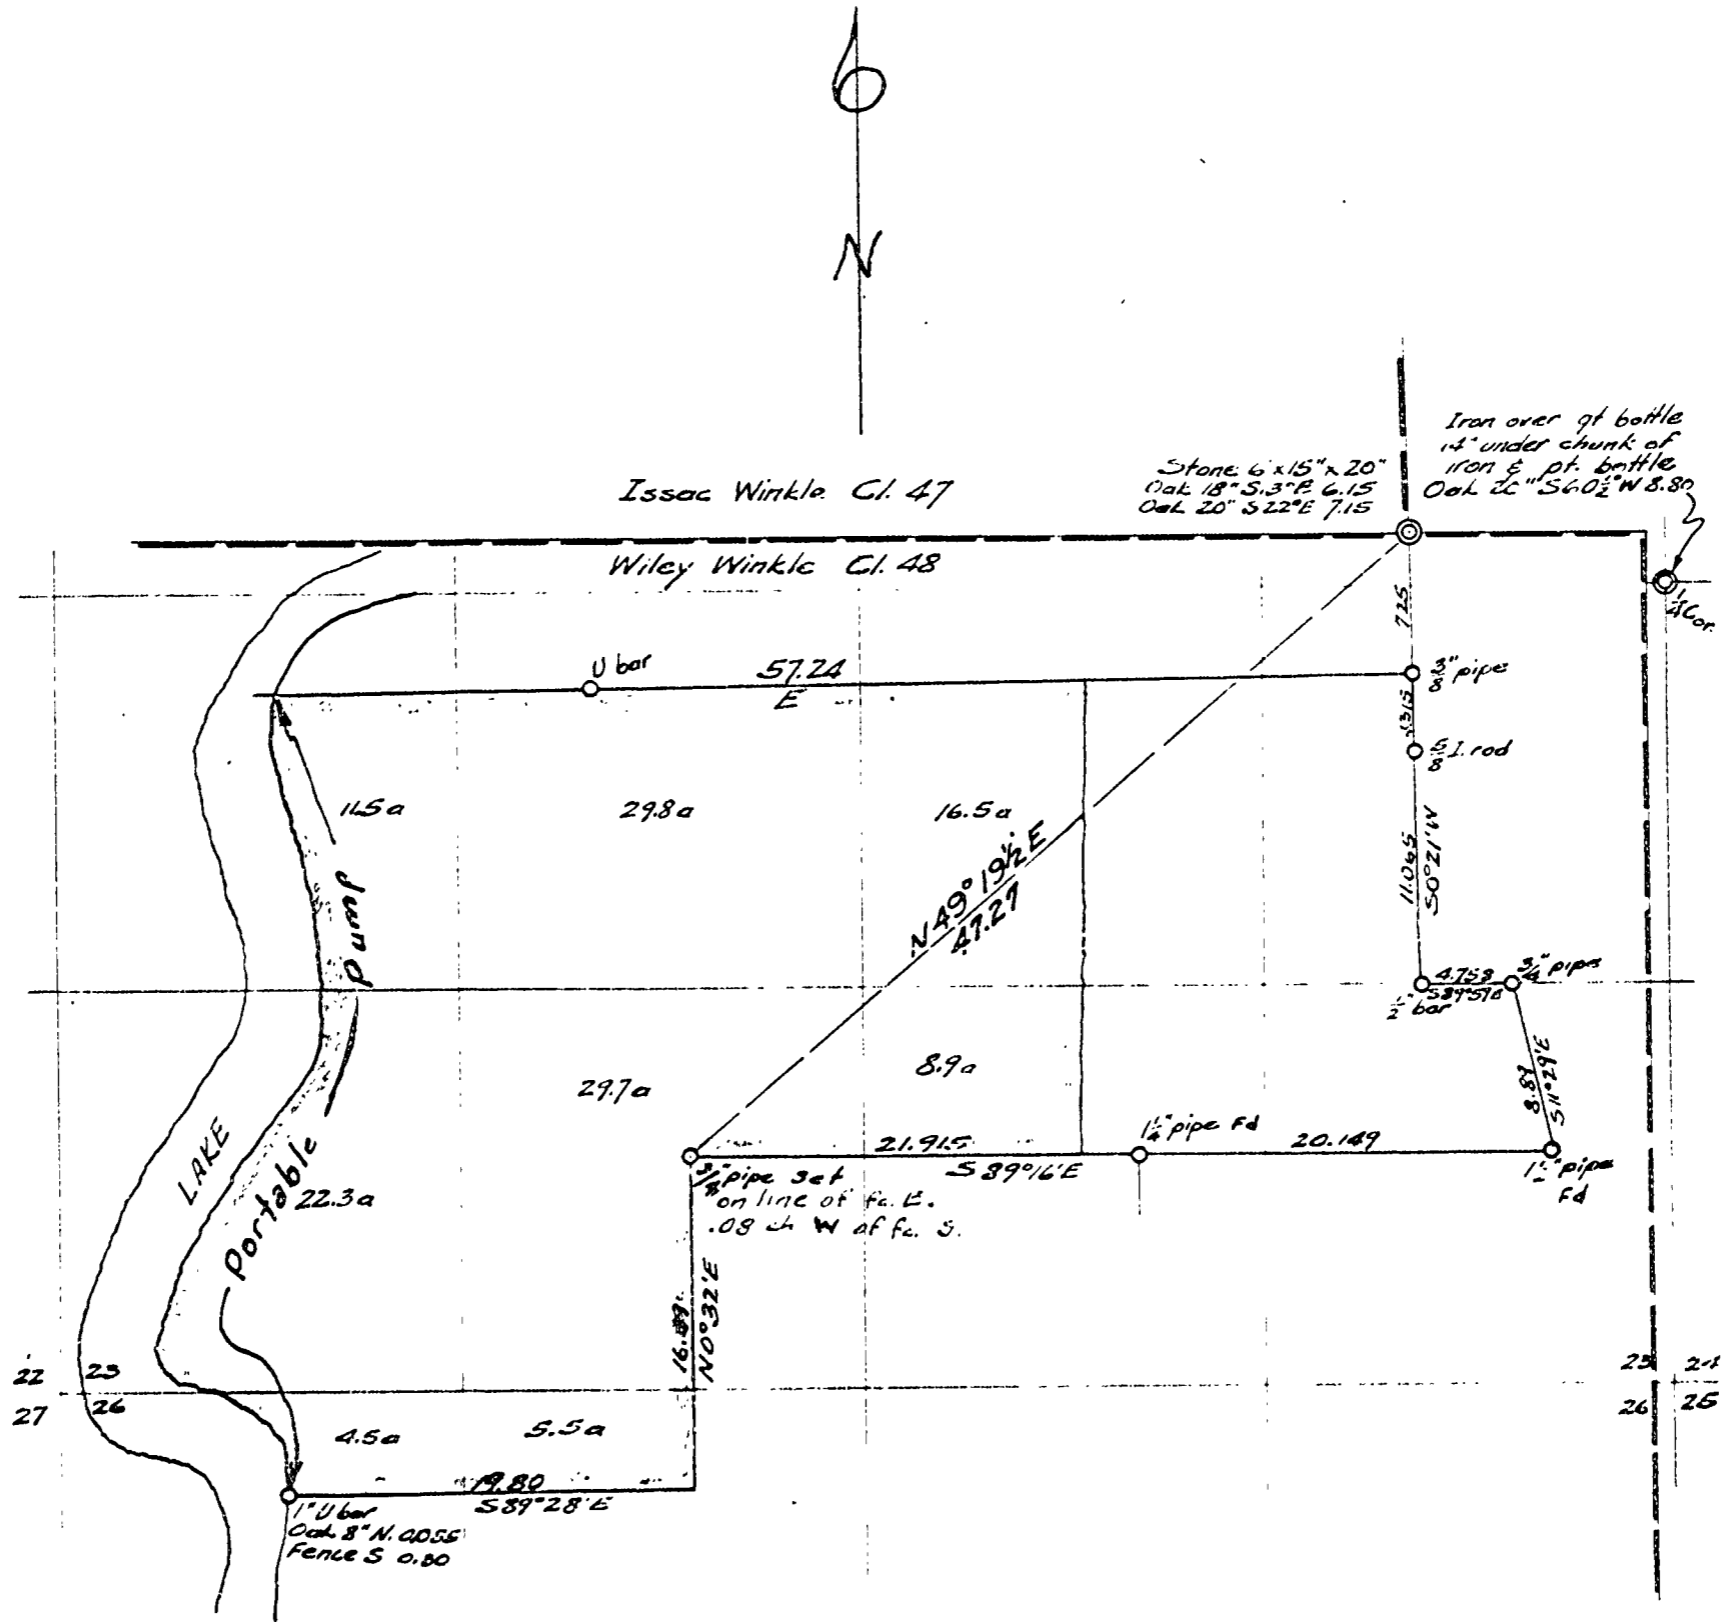 N
Issac Winkle Cl. 47
Wiley Winkle Cl. 48
Stone 6x15"x20"
Oak 18" S.3°E 6.15
Oak 20" S22°E 7.15
Iron over qt bottle
14" under chunk of
iron & pt. bottle
Oak S60½°W 8.80
¼ Cor.
7.25
U bar
57.24
E
⅜" pipe
⅝ I. rod
11.5a
29.8a
16.5a
N49°19½'E
47.27
11.065
S0°21'W
Pump
4.758
S89°57'E
¾" pipe
½" bar
29.7a
8.9a
8.89
S11°29'E
LAKE
Portable
22.3a
21.915
S89°16'E
1¼" pipe Fd
20.149
1½" pipe
Fd
⅜" pipe set
on line of fc. E.
.08 ch W of fc. S.
N0°32'E
22 23
27 26
23 24
26 25
4.5a
5.5a
19.80
S89°28'E
1" U bar
Oak 8" N. 0.055
Fence S 0.80